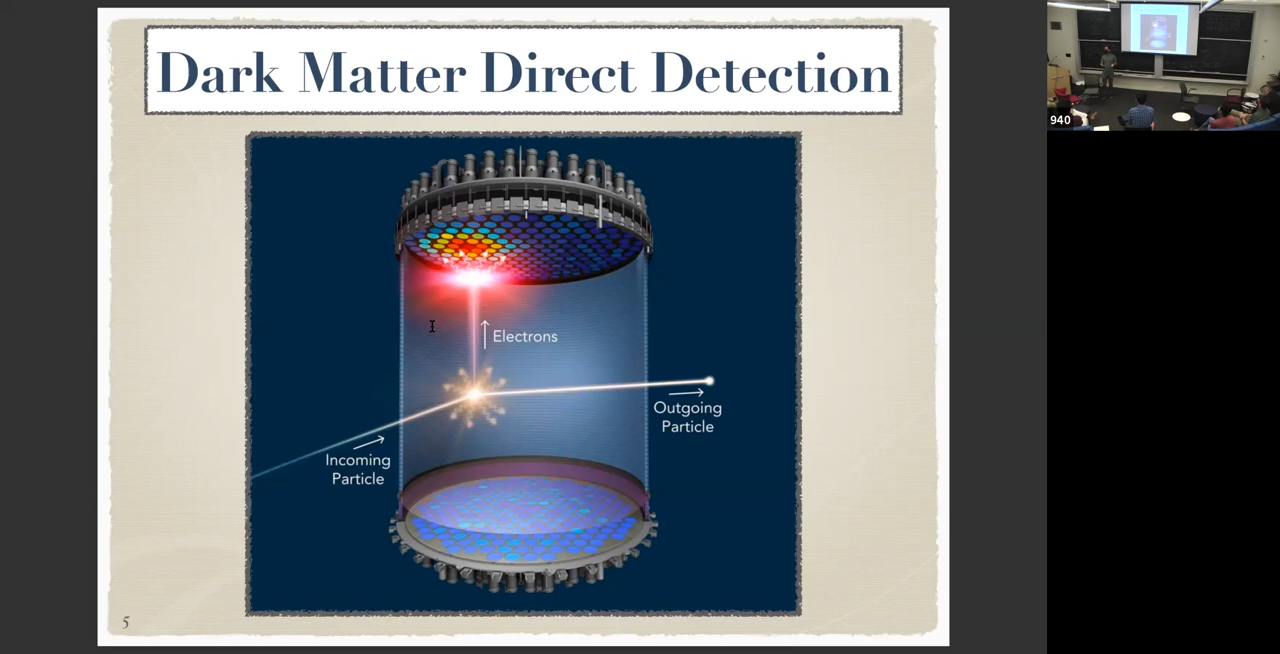 Dark Matter Direct Detection
Electrons
Outgoing
Particle
Incoming
Particle
5
940